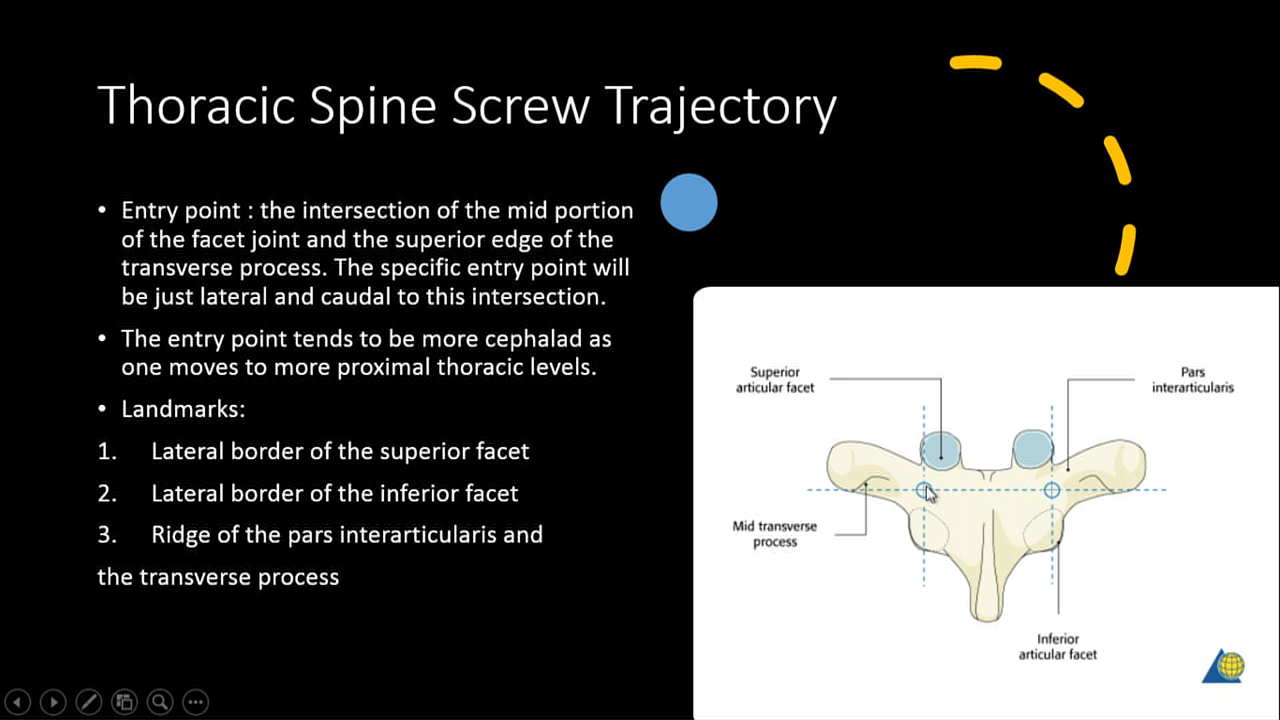 Thoracic Spine Screw Trajectory
• Entry point : the intersection of the mid portion
of the facet joint and the superior edge of the
transverse process. The specific entry point will
be just lateral and caudal to this intersection.
• The entry point tends to be more cephalad as
one moves to more proximal thoracic levels.
• Landmarks:
1. Lateral border of the superior facet
2. Lateral border of the inferior facet
3. Ridge of the pars interarticularis and
the transverse process
Superior
articular facet
Pars
interarticularis
Mid transverse
process
Inferior
articular facet